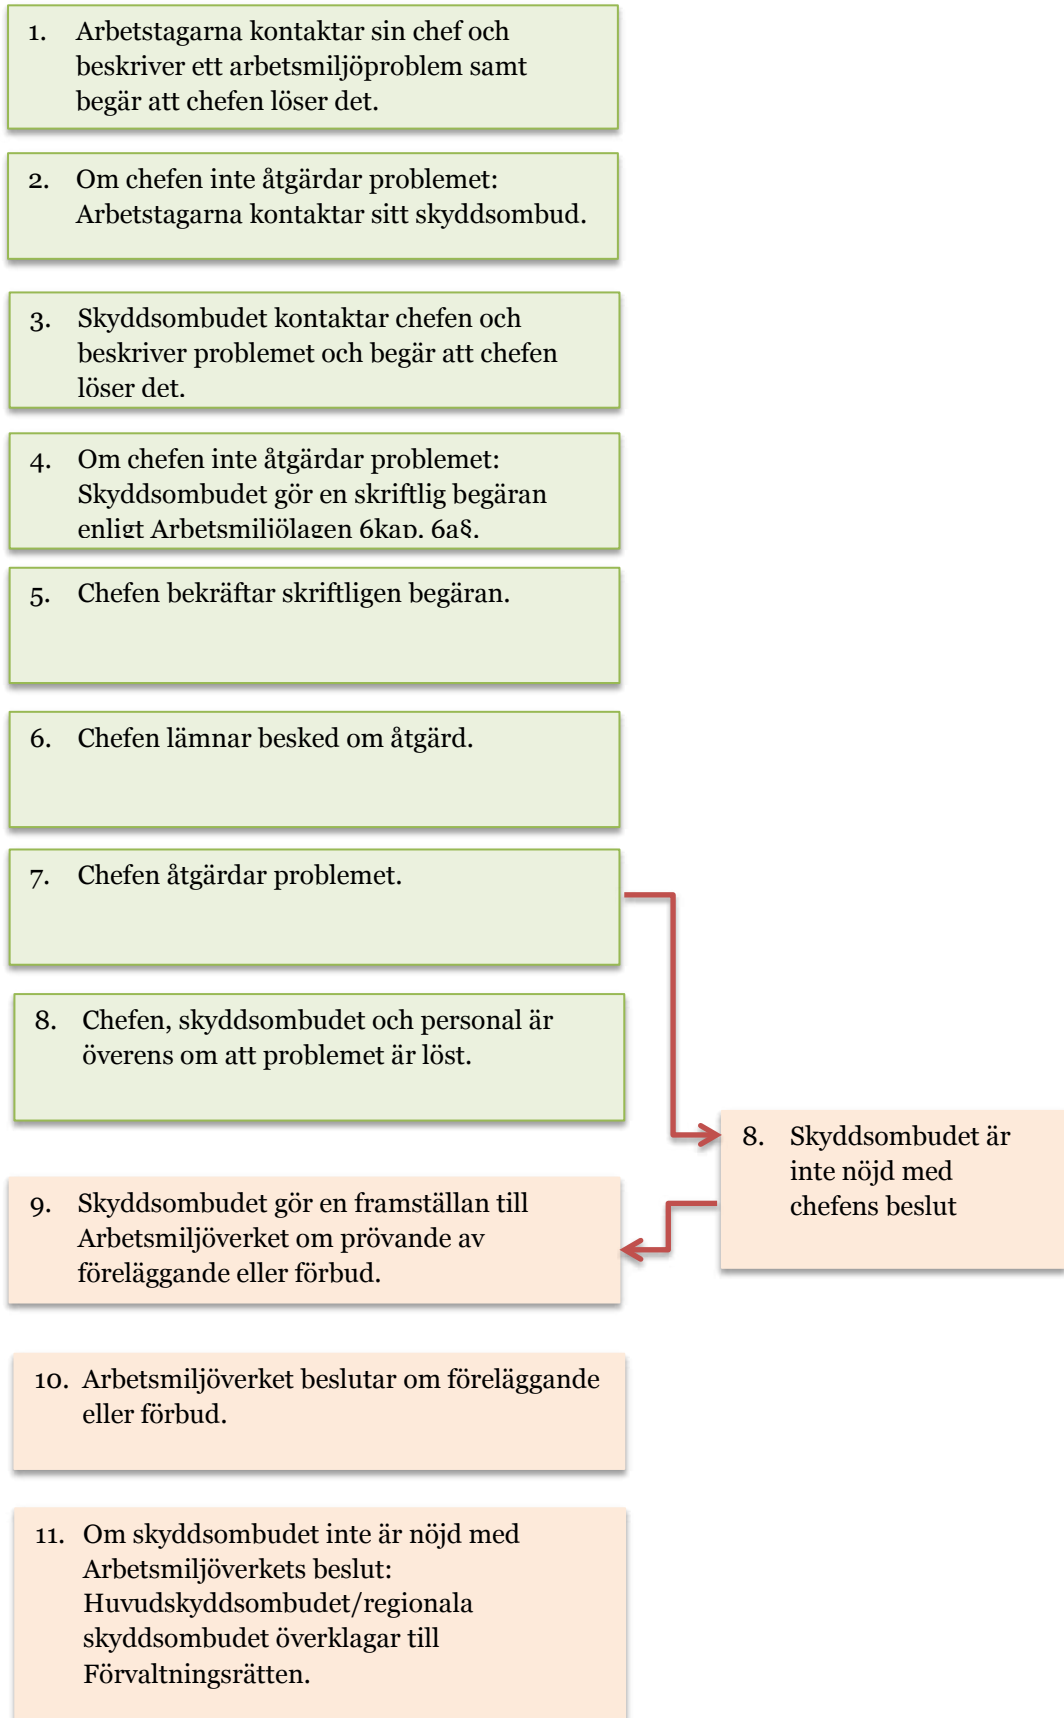 1. Arbetstagarna kontaktar sin chef och
beskriver ett arbetsmiljöproblem samt
begär att chefen löser det.
2. Om chefen inte åtgärdar problemet:
Arbetstagarna kontaktar sitt skyddsombud.
3. Skyddsombudet kontaktar chefen och
beskriver problemet och begär att chefen
löser det.
4. Om chefen inte åtgärdar problemet:
Skyddsombudet gör en skriftlig begäran
enligt Arbetsmiljölagen 6kap. 6a§.
5. Chefen bekräftar skriftligen begäran.
6. Chefen lämnar besked om åtgärd.
7. Chefen åtgärdar problemet.
8. Chefen, skyddsombudet och personal är
överens om att problemet är löst.
8. Skyddsombudet är
inte nöjd med
chefens beslut
9. Skyddsombudet gör en framställan till
Arbetsmiljöverket om prövande av
föreläggande eller förbud.
10. Arbetsmiljöverket beslutar om föreläggande
eller förbud.
11. Om skyddsombudet inte är nöjd med
Arbetsmiljöverkets beslut:
Huvudskyddsombudet/regionala
skyddsombudet överklagar till
Förvaltningsrätten.